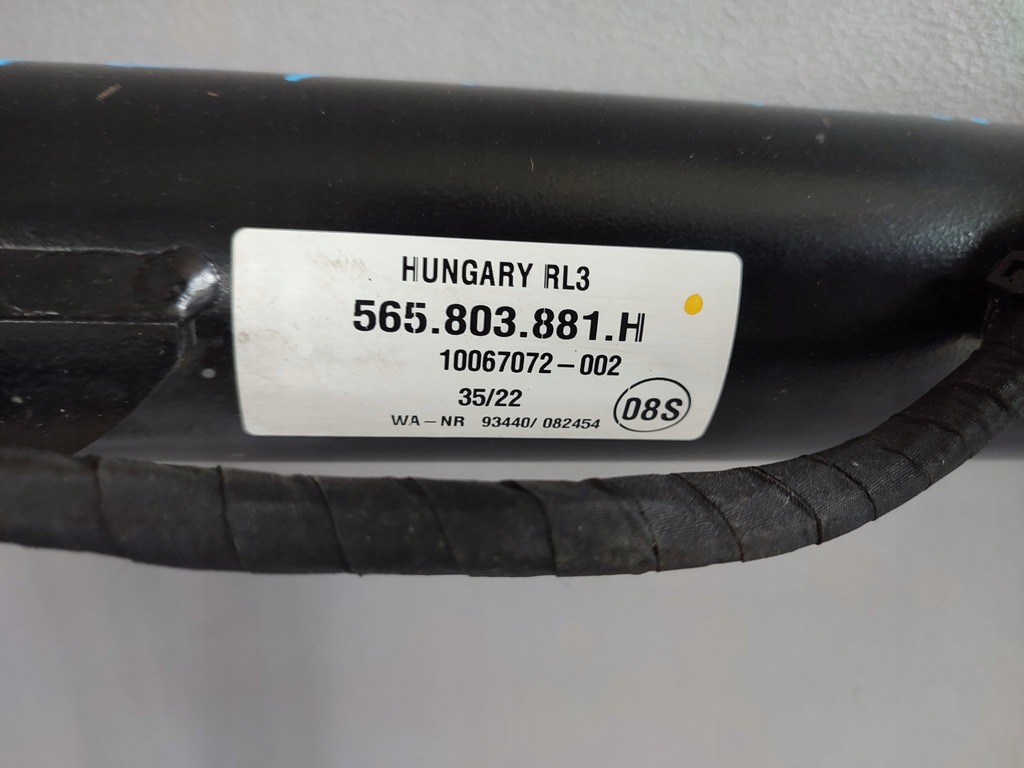 HUNGARY RL3
565.803.881.H
10067072-002
35/22
08S
WA-NR 93440/ 082454